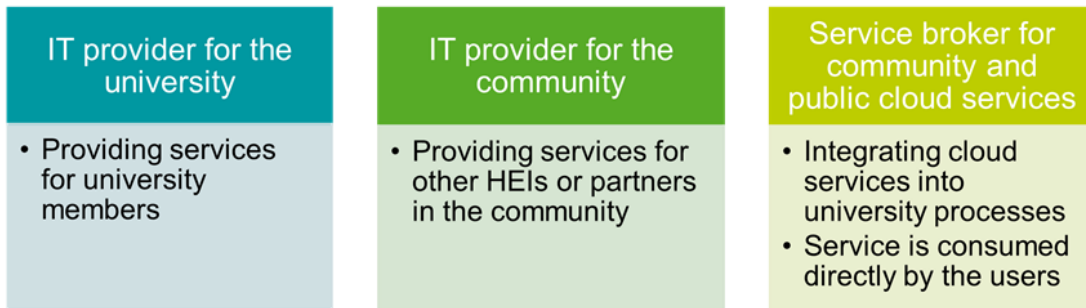 IT provider for the
university
• Providing services
for university
members
IT provider for the
community
• Providing services for
other HEIs or partners
in the community
Service broker for
community and
public cloud services
• Integrating cloud
services into
university processes
• Service is consumed
directly by the users